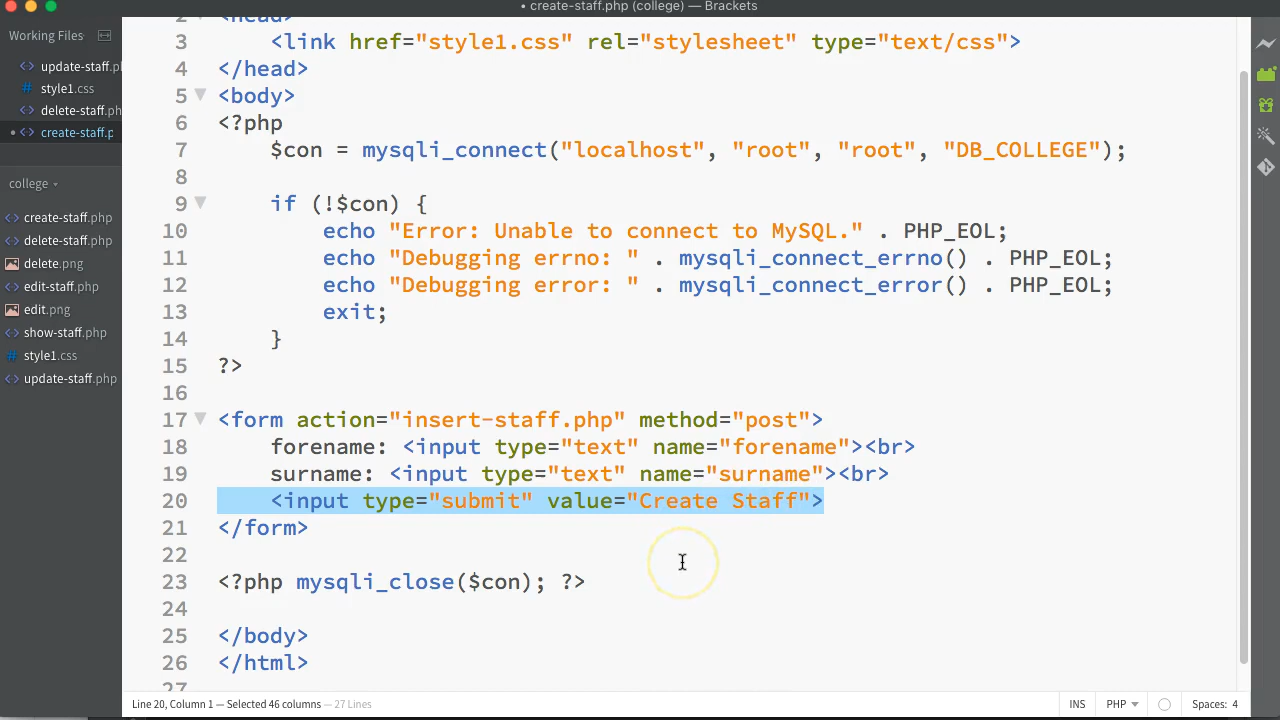 • create-staff.php (college) — Brackets
Working Files
update-staff.p
style1.css
delete-staff.ph
• create-staff.p
college
create-staff.php
delete-staff.php
delete.png
edit-staff.php
edit.png
show-staff.php
style1.css
update-staff.php
2 <head>
3 <link href="style1.css" rel="stylesheet" type="text/css">
4 </head>
5 <body>
6 <?php
7 $con = mysqli_connect("localhost", "root", "root", "DB_COLLEGE");
8
9 if (!$con) {
10 echo "Error: Unable to connect to MySQL." . PHP_EOL;
11 echo "Debugging errno: " . mysqli_connect_errno() . PHP_EOL;
12 echo "Debugging error: " . mysqli_connect_error() . PHP_EOL;
13 exit;
14 }
15 ?>
16
17 <form action="insert-staff.php" method="post">
18 forename: <input type="text" name="forename"><br>
19 surname: <input type="text" name="surname"><br>
20 <input type="submit" value="Create Staff">
21 </form>
22
23 <?php mysqli_close($con); ?>
24
25 </body>
26 </html>
27
Line 20, Column 1 — Selected 46 columns — 27 Lines
INS PHP Spaces: 4